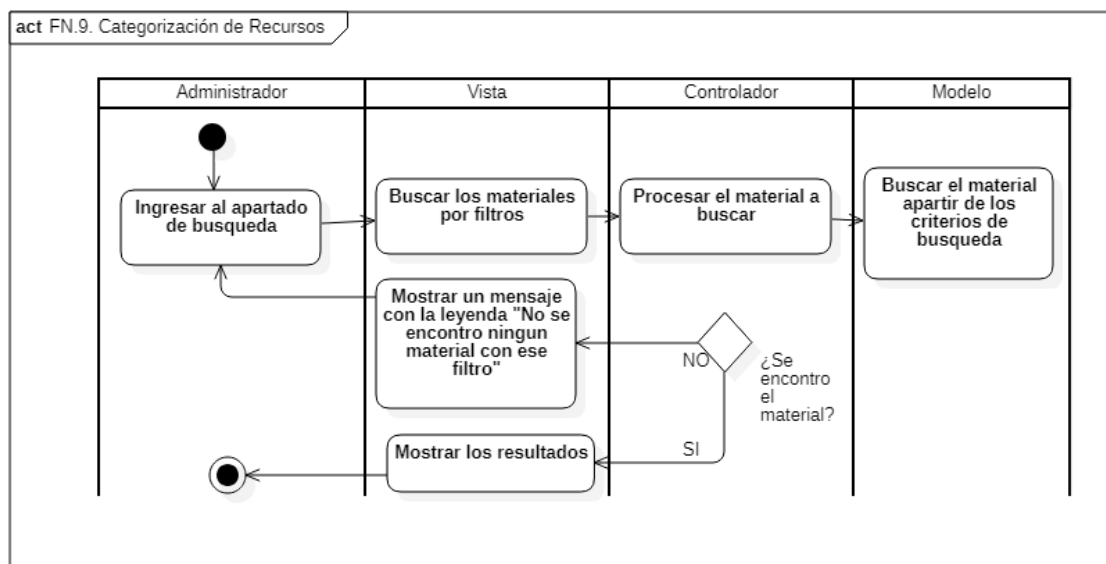 act FN.9. Categorización de Recursos
Administrador
Vista
Controlador
Modelo
Ingresar al apartado
de busqueda
Buscar los materiales
por filtros
Procesar el material a
buscar
Buscar el material
apartir de los
criterios de
busqueda
Mostrar un mensaje
con la leyenda "No se
encontro ningun
material con ese
filtro"
NO
¿Se
encontro
el
material?
Mostrar los resultados
SI